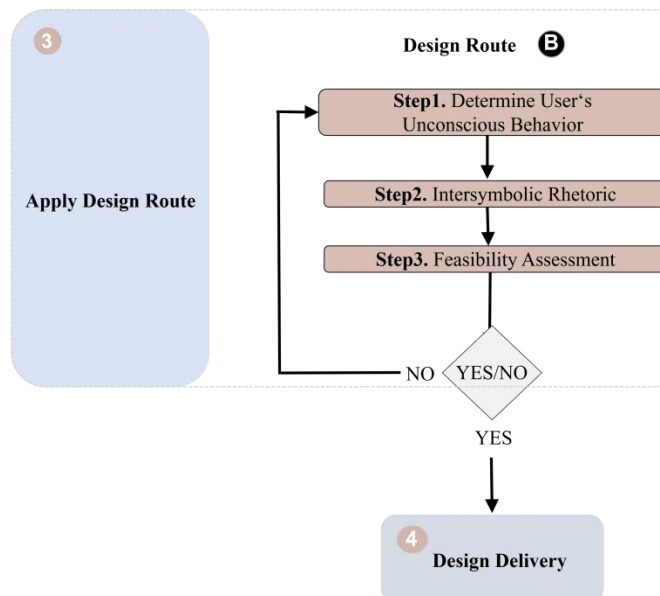 3
Apply Design Route
Design Route B
Step1. Determine User‘s
Unconscious Behavior
Step2. Intersymbolic Rhetoric
Step3. Feasibility Assessment
NO
YES/NO
YES
4
Design Delivery